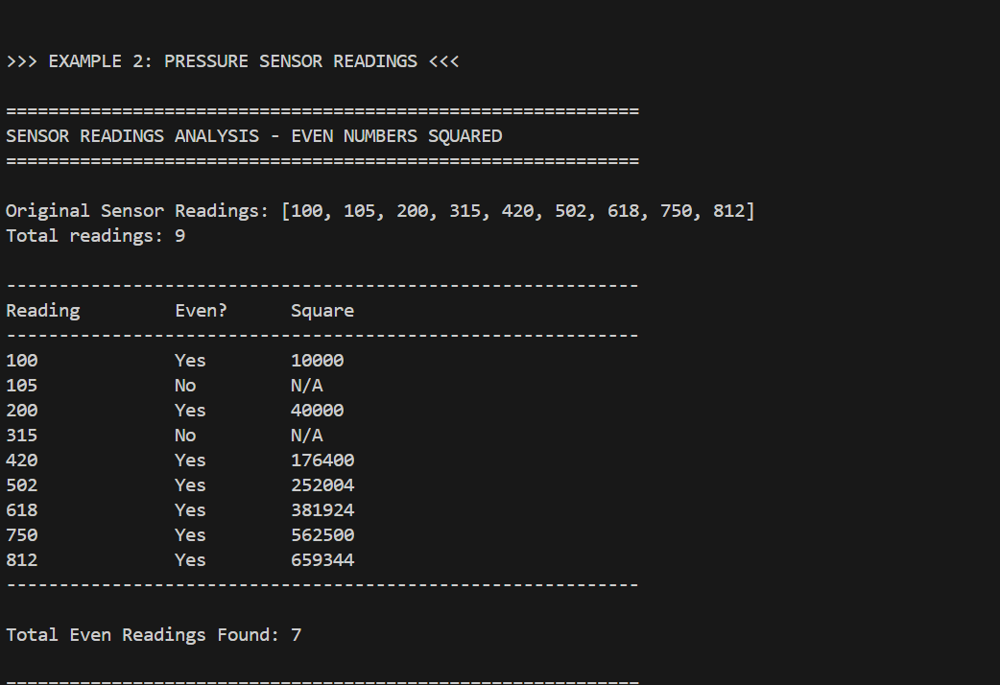 >>> EXAMPLE 2: PRESSURE SENSOR READINGS <<<
============================================================
SENSOR READINGS ANALYSIS - EVEN NUMBERS SQUARED
============================================================
Original Sensor Readings: [100, 105, 200, 315, 420, 502, 618, 750, 812]
Total readings: 9
------------------------------------------------------------
Reading         Even?      Square
------------------------------------------------------------
100             Yes        10000
105             No         N/A
200             Yes        40000
315             No         N/A
420             Yes        176400
502             Yes        252004
618             Yes        381924
750             Yes        562500
812             Yes        659344
------------------------------------------------------------
Total Even Readings Found: 7
============================================================